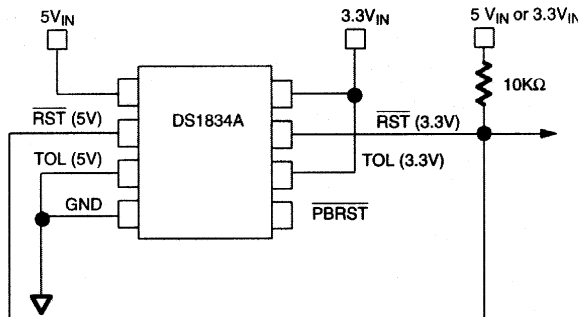 5VIN
3.3VIN
5 VIN or 3.3VIN
10KΩ
DS1834A
RST (5V)
RST (3.3V)
TOL (5V)
TOL (3.3V)
GND
PBRST